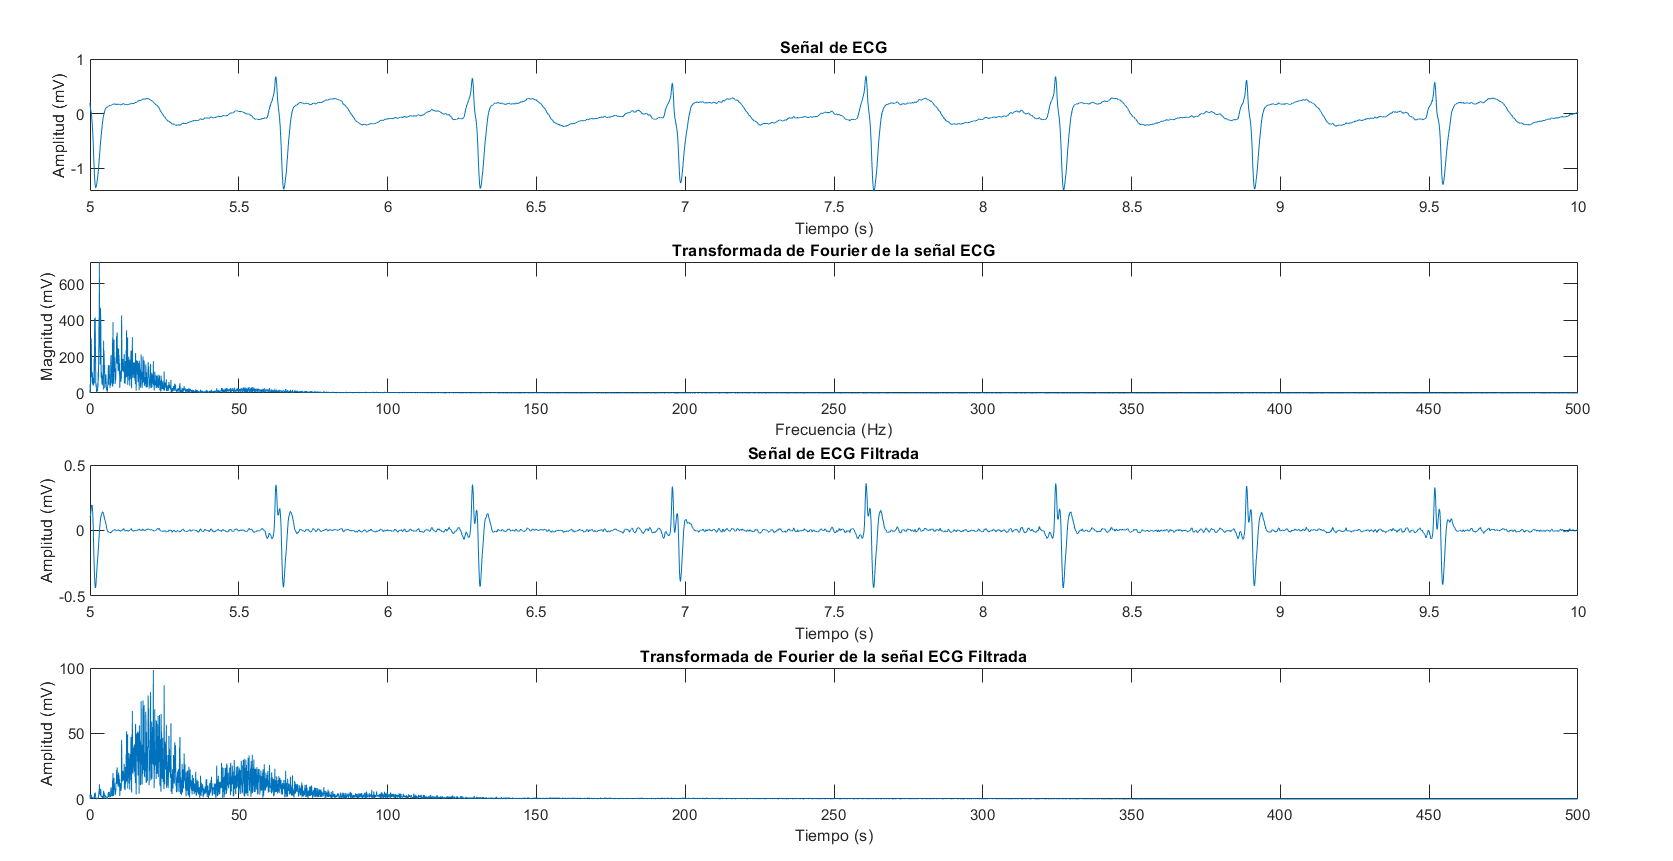 Señal de ECG
Amplitud (mV)
1
0
-1
5 5.5 6 6.5 7 7.5 8 8.5 9 9.5 10
Tiempo (s)
Transformada de Fourier de la señal ECG
Magnitud (mV)
600
400
200
0
0 50 100 150 200 250 300 350 400 450 500
Frecuencia (Hz)
Señal de ECG Filtrada
Amplitud (mV)
0.5
0
-0.5
5 5.5 6 6.5 7 7.5 8 8.5 9 9.5 10
Tiempo (s)
Transformada de Fourier de la señal ECG Filtrada
Amplitud (mV)
100
50
0
0 50 100 150 200 250 300 350 400 450 500
Tiempo (s)